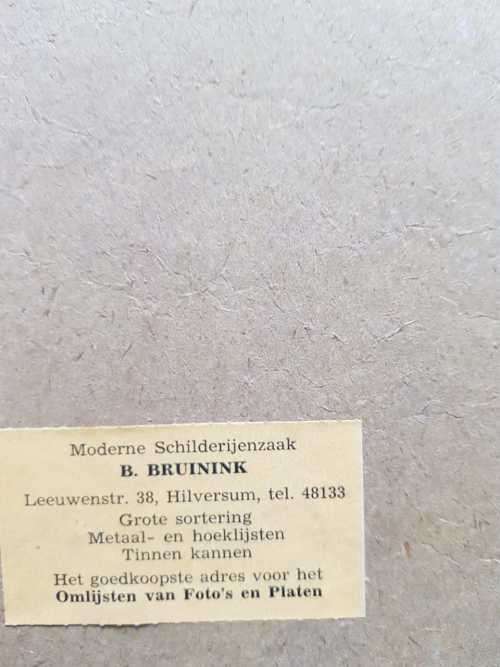 Moderne Schilderijenzaak
B. BRUININK
Leeuwenstr. 38, Hilversum, tel. 48133
Grote sortering
Metaal- en hoeklijsten
Tinnen kannen
Het goedkoopste adres voor het
Omlijsten van Foto's en Platen